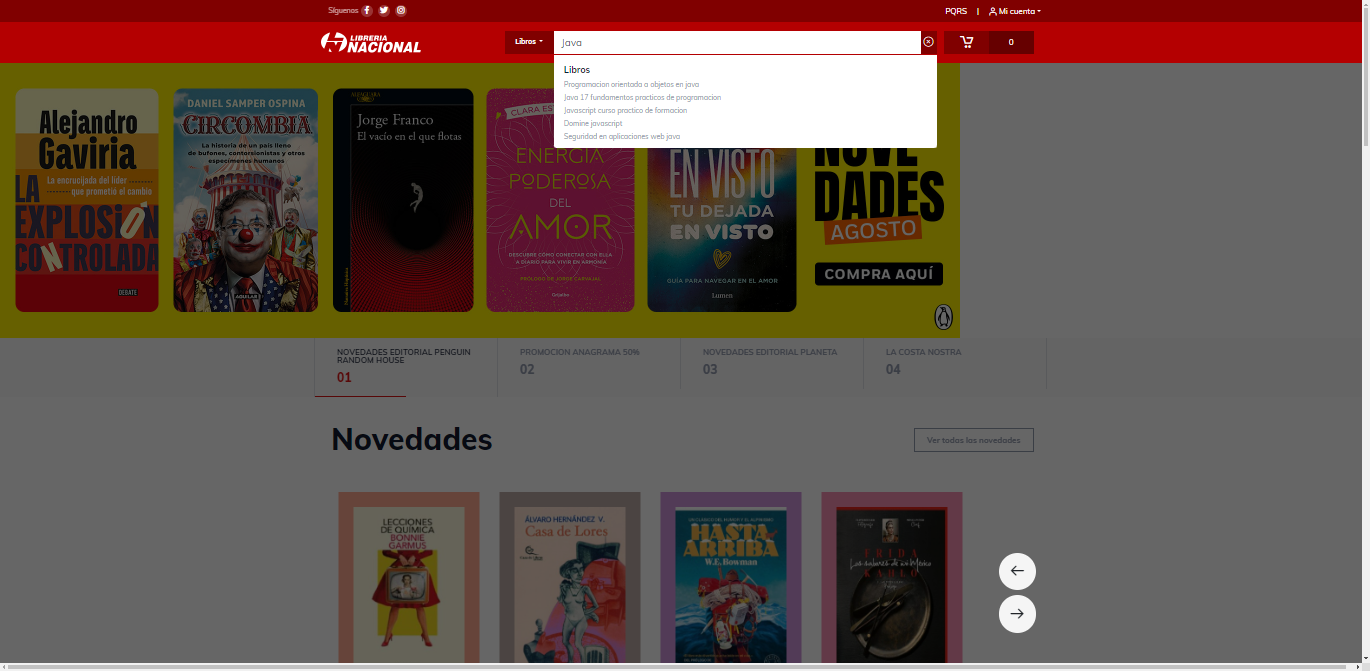 Síguenos
PQRS
Mi cuenta
LIBRERIA
NACIONAL
Libros
Java
0
Libros
Programacion orientada a objetos en java
Java 17 fundamentos practicos de programacion
Javascript curso practico de formacion
Domine javascript
Seguridad en aplicaciones web java
Alejandro
Gaviria
La encrucijada del líder
que prometió el cambio
LA
EXPLOSIÓN
CONTROLADA
DEBATE
DANIEL SAMPER OSPINA
CIRCOMBIA
La historia de un país lleno
de bufones, contorsionistas y otros
especímenes humanos
AGUILAR
ALFAGUARA
Jorge Franco
El vacío en el que flotas
CLARA ES
ENERGÍA
PODEROSA
DEL
AMOR
DESCUBRE CÓMO CONECTAR CON ELLA
A DIARIO PARA VIVIR EN ARMONÍA
PRÓLOGO DE JORGE CARVAJAL
Grijalbo
EN VISTO
TU DEJADA
EN VISTO
GUÍA PARA NAVEGAR EN EL AMOR
Lumen
NOVE
DADES
AGOSTO
COMPRA AQUÍ
NOVEDADES EDITORIAL PENGUIN
RANDOM HOUSE
01
PROMOCION ANAGRAMA 50%
02
NOVEDADES EDITORIAL PLANETA
03
LA COSTA NOSTRA
04
Novedades
Ver todas las novedades
LECCIONES
DE QUÍMICA
BONNIE
GARMUS
ÁLVARO HERNÁNDEZ V.
Casa de Lores
HASTA
ARRIBA
W.E. Bowman
FRIDA
Los sabores de mi México
KAHLO